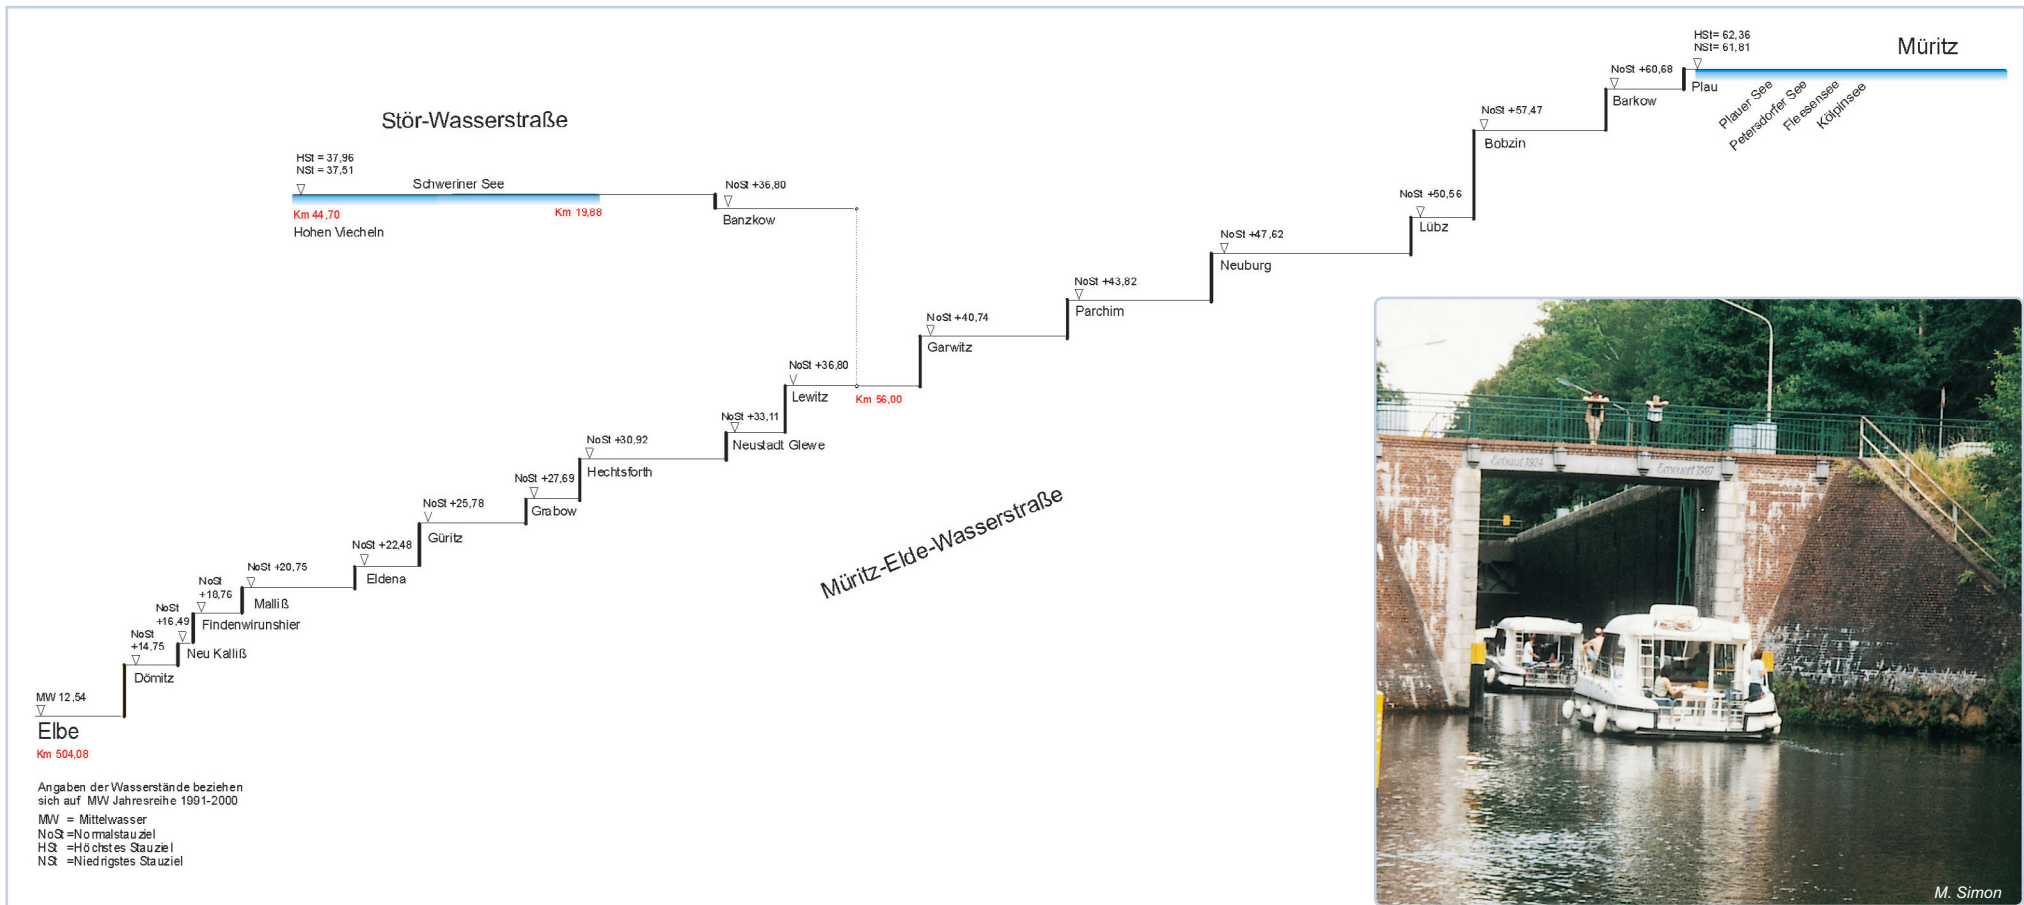 Müritz
HSt= 62,36
NSt= 61,81
Plau
Plauer See
Petersdorfer See
Fleesensee
Kölpinsee
NoSt +60,68
Barkow
NoSt +57,47
Bobzin
NoSt +50,56
Lübz
NoSt +47,62
Neuburg
NoSt +43,82
Parchim
NoSt +40,74
Garwitz
Stör-Wasserstraße
HSt = 37,96
NSt = 37,51
Schweriner See
Km 44,70
Km 19,88
Hohen Viecheln
NoSt +36,80
Banzkow
NoSt +36,80
Lewitz
Km 56,00
NoSt +33,11
Neustadt Glewe
NoSt +30,92
Hechtsforth
NoSt +27,69
Grabow
NoSt +25,78
Güritz
NoSt +22,48
Eldena
NoSt +20,75
Malliß
NoSt
+18,76
Findenwirunshier
NoSt
+16,49
Neu Kalliß
NoSt
+14,75
Dömitz
MW 12,54
Elbe
Km 504,08
Müritz-Elde-Wasserstraße
Angaben der Wasserstände beziehen
sich auf MW Jahresreihe 1991-2000
MW = Mittelwasser
NoSt =Normalstauziel
HSt =Höchstes Stauziel
NSt =Niedrigstes Stauziel
Erbaut 1924
Erneuert 1997
M. Simon